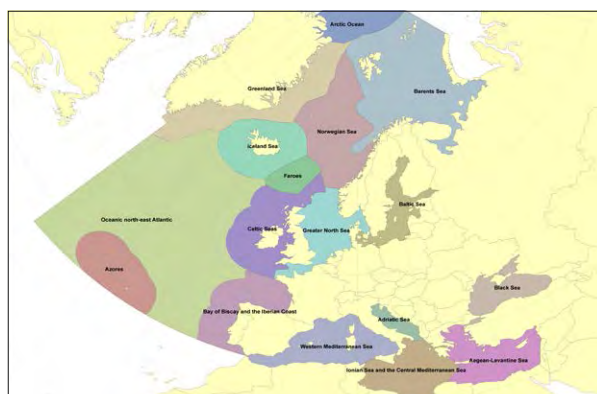 Arctic Ocean
Greenland Sea
Barents Sea
Norwegian Sea
Iceland Sea
Faroes
Baltic Sea
Oceanic north-east Atlantic
Celtic Seas
Greater North Sea
Azores
Black Sea
Bay of Biscay and the Iberian Coast
Adriatic Sea
Western Mediterranean Sea
Aegean-Levantine Sea
Ionian Sea and the Central Mediterranean Sea